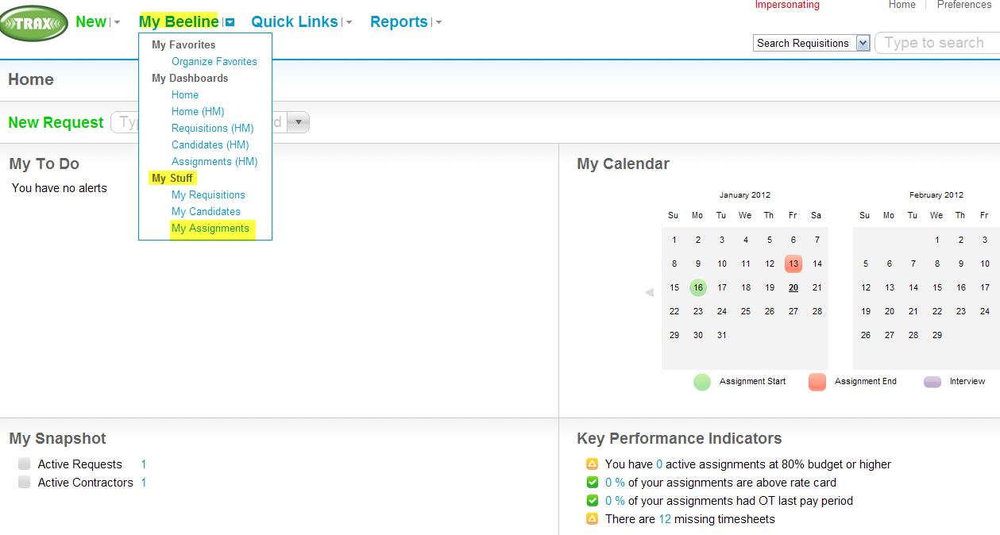 Impersonating Home Preferences
TRAX New My Beeline Quick Links Reports
Search Requisitions Type to search
My Favorites
Organize Favorites
My Dashboards
Home
Home (HM)
Requisitions (HM)
Candidates (HM)
Assignments (HM)
My Stuff
My Requisitions
My Candidates
My Assignments
Home
New Request
My To Do
You have no alerts
My Calendar
January 2012
Su Mo Tu We Th Fr Sa
1 2 3 4 5 6 7
8 9 10 11 12 13 14
15 16 17 18 19 20 21
22 23 24 25 26 27 28
29 30 31
February 2012
Su Mo Tu We Th Fr
1 2 3
5 6 7 8 9 10
12 13 14 15 16 17
19 20 21 22 23 24
26 27 28 29
Assignment Start Assignment End Interview
My Snapshot
Active Requests 1
Active Contractors 1
Key Performance Indicators
You have 0 active assignments at 80% budget or higher
0 % of your assignments are above rate card
0 % of your assignments had OT last pay period
There are 12 missing timesheets